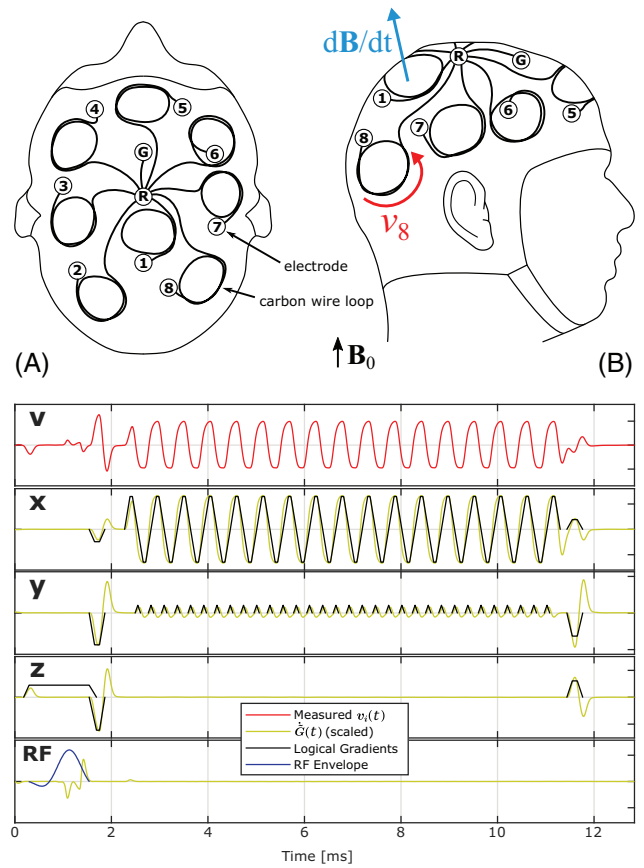 4
5
6
G
3
R
7
2
1
8
electrode
carbon wire loop
(A)
dB/dt
R
G
1
8
7
6
5
v8
B0
(B)
v
x
y
z
RF
Measured vi(t)
Ġ(t) (scaled)
Logical Gradients
RF Envelope
0 2 4 6 8 10 12
Time [ms]